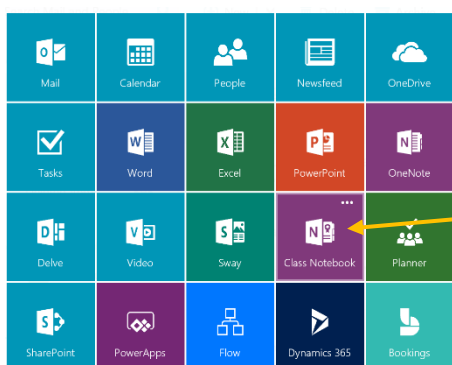 Mail Calendar People Newsfeed OneDrive
Tasks Word Excel PowerPoint OneNote
Delve Video Sway Class Notebook Planner
SharePoint PowerApps Flow Dynamics 365 Bookings